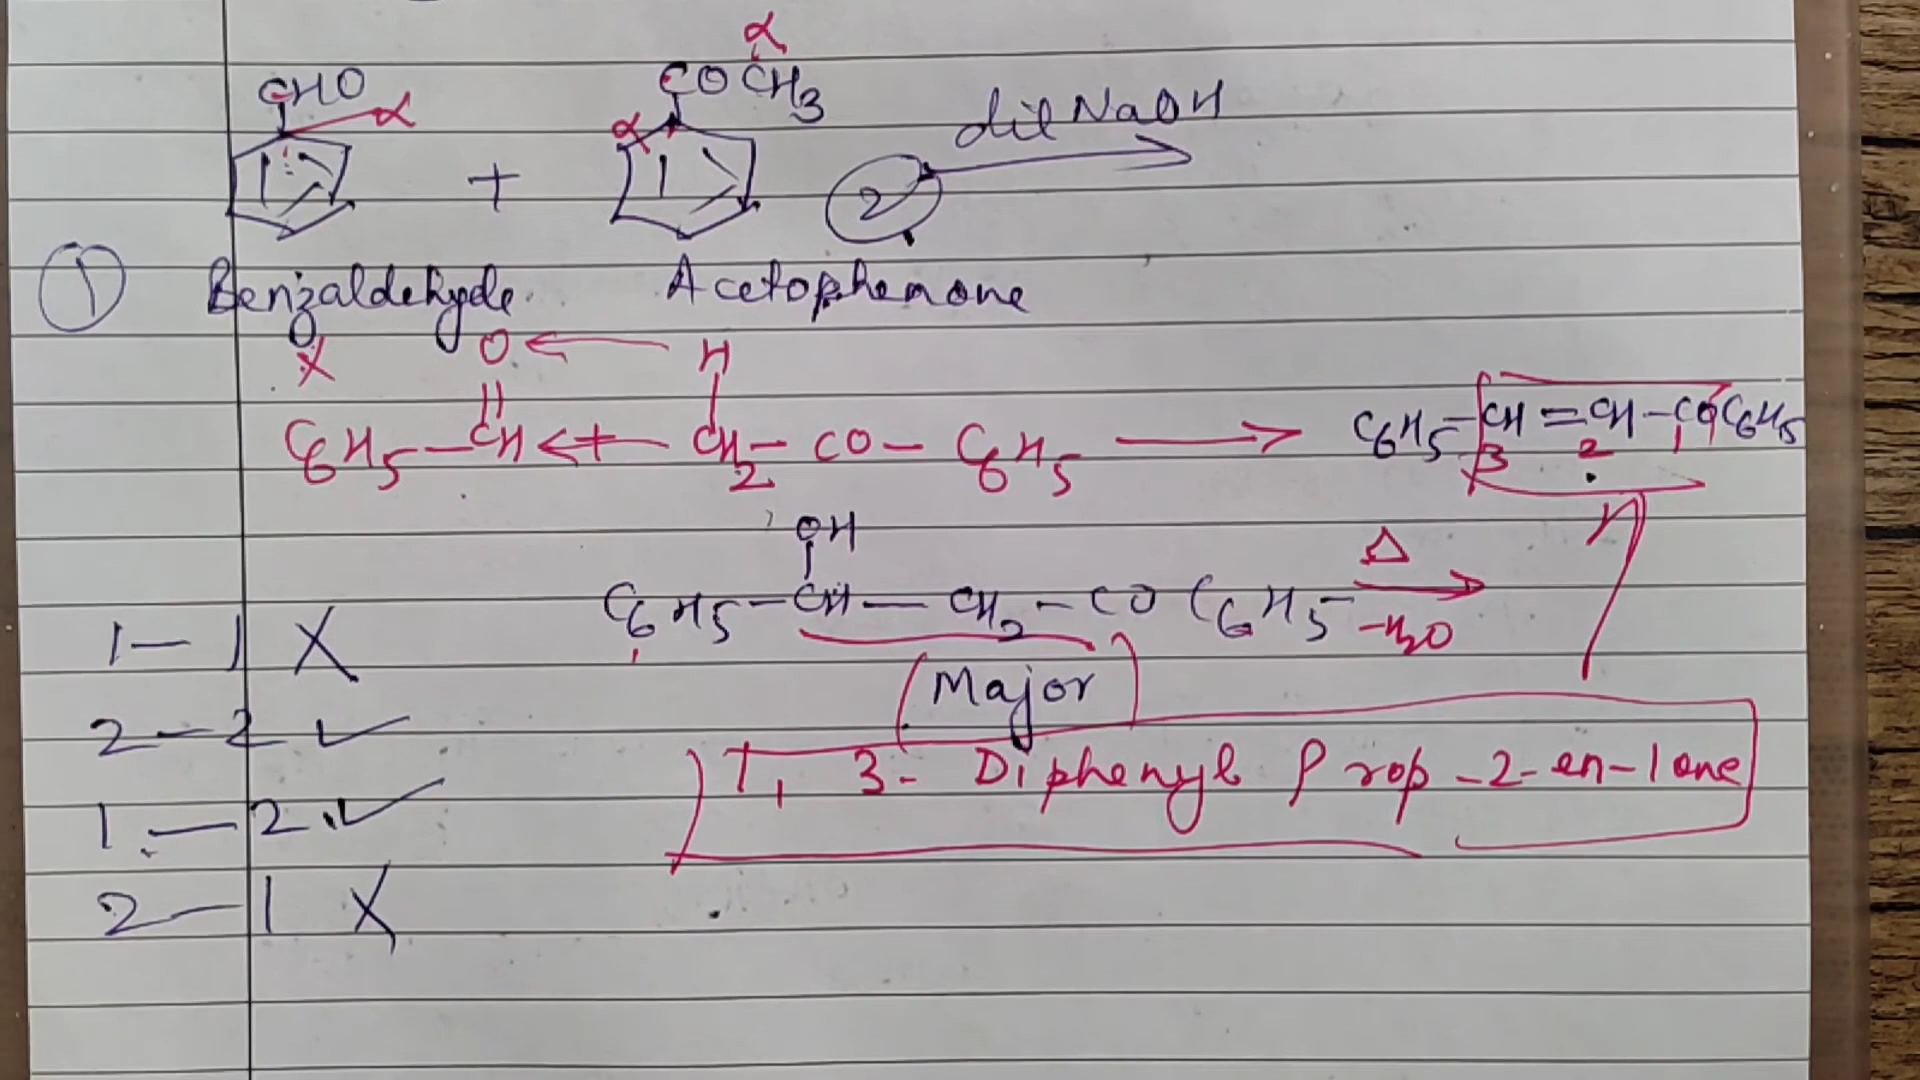 α
CHO α COCH3 α
+ 2 dil NaOH
1 Benzaldehyde Acetophenone
X O H
C6H5—CH + CH2—CO—C6H5 C6H5—CH=CH—COC6H5
3 2 1
OH
C6H5—CH—CH2—CO C6H5 Δ -H2O
1—1 X
(Major)
2—2 ✓
1,3-Diphenyl Prop-2-en-1one
1—2 ✓
2—1 X